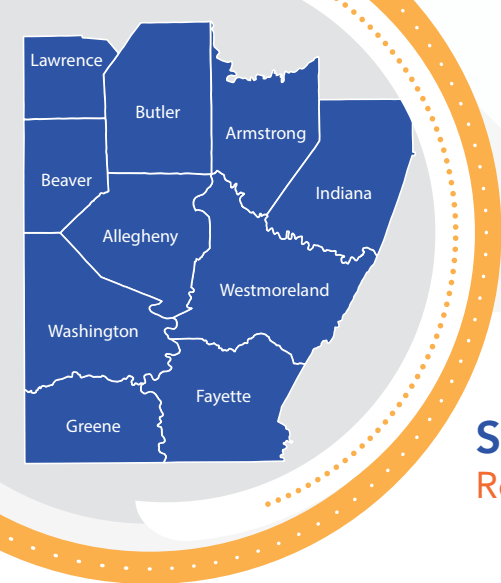 Lawrence
Butler
Armstrong
Beaver
Indiana
Allegheny
Westmoreland
Washington
Fayette
Greene
S
R